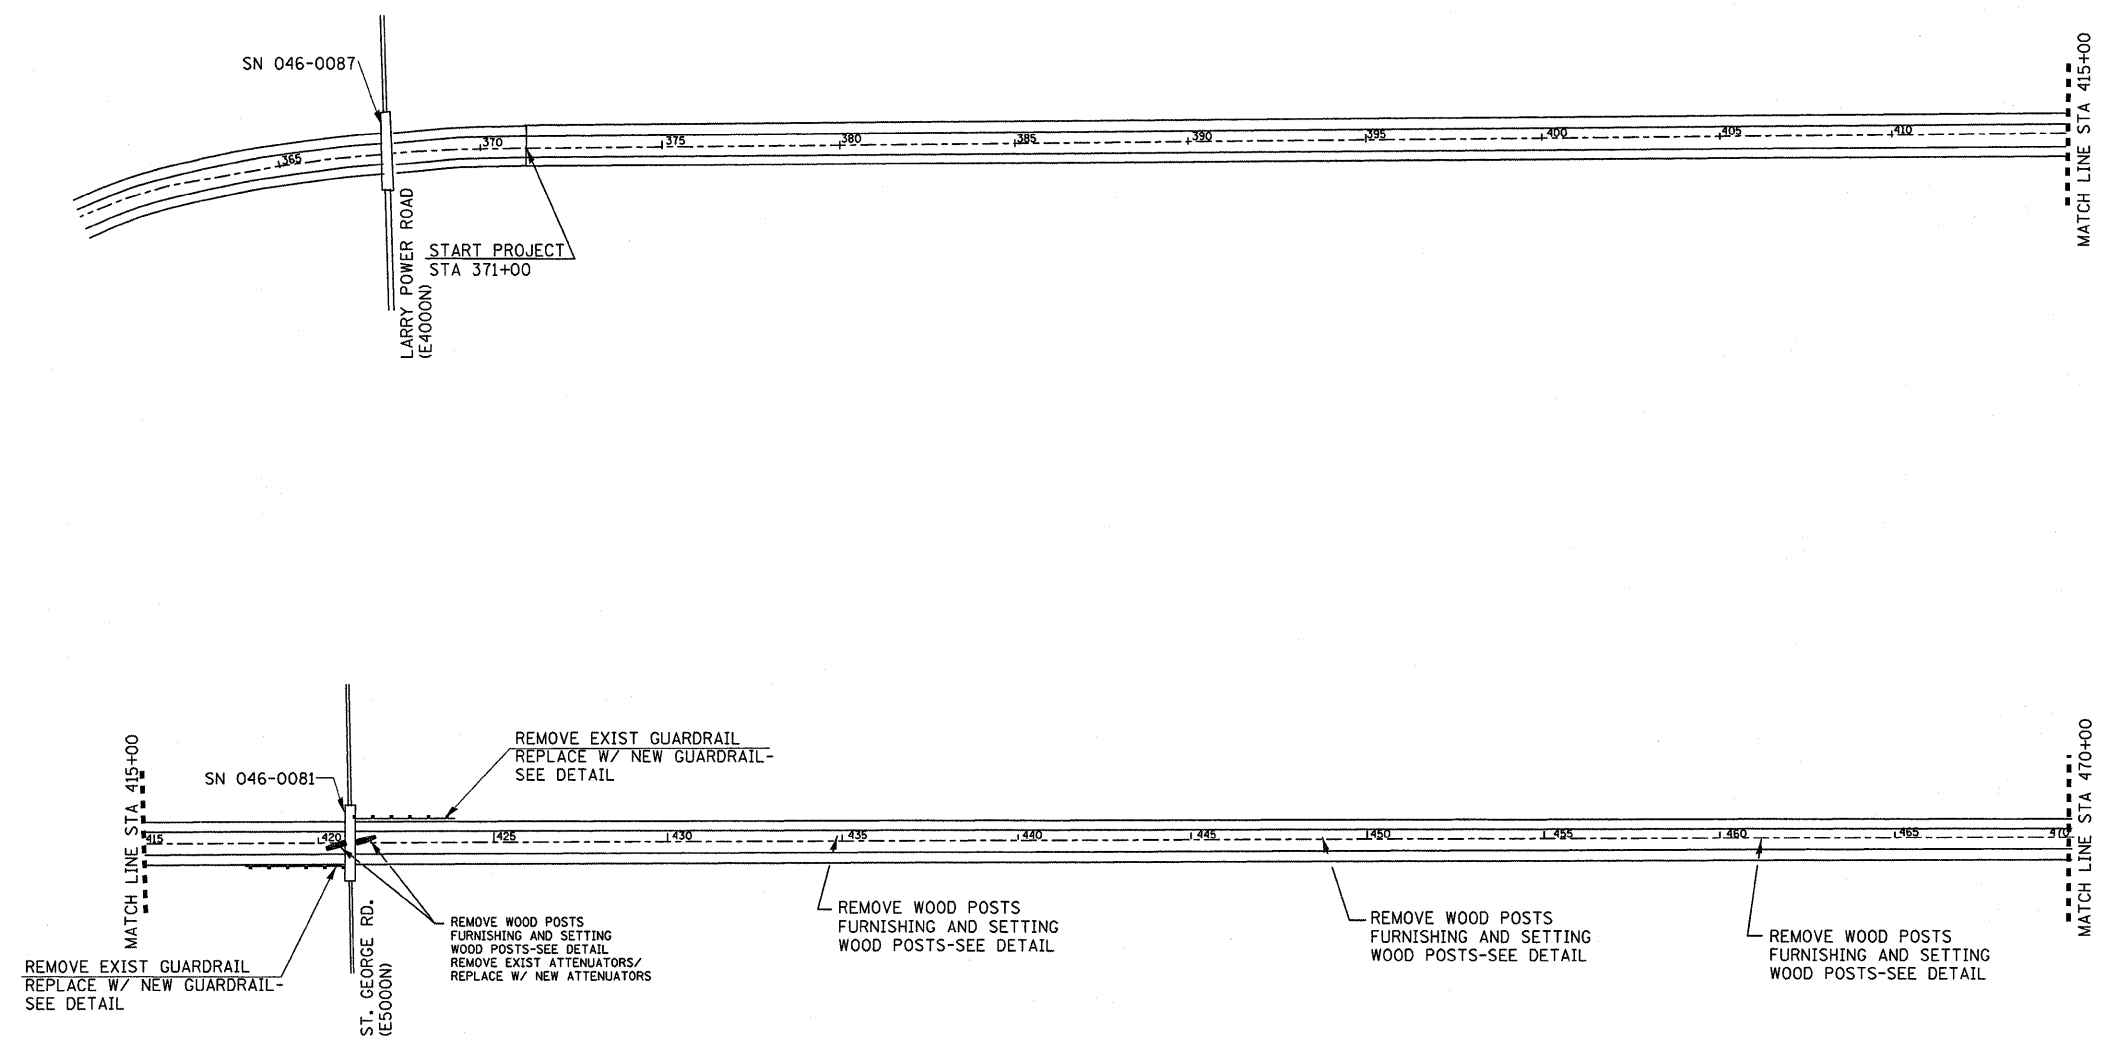 SN 046-0087
365
370
375
380
385
390
395
400
405
410
MATCH LINE STA 415+00
START PROJECT
STA 371+00
LARRY POWER ROAD
(E4000N)
MATCH LINE STA 415+00
SN 046-0081
REMOVE EXIST GUARDRAIL
REPLACE W/ NEW GUARDRAIL-
SEE DETAIL
415
420
425
430
435
440
445
450
455
460
465
470
MATCH LINE STA 470+00
REMOVE EXIST GUARDRAIL
REPLACE W/ NEW GUARDRAIL-
SEE DETAIL
ST. GEORGE RD.
(E5000N)
REMOVE WOOD POSTS
FURNISHING AND SETTING
WOOD POSTS-SEE DETAIL
REMOVE EXIST ATTENUATORS/
REPLACE W/ NEW ATTENUATORS
REMOVE WOOD POSTS
FURNISHING AND SETTING
WOOD POSTS-SEE DETAIL
REMOVE WOOD POSTS
FURNISHING AND SETTING
WOOD POSTS-SEE DETAIL
REMOVE WOOD POSTS
FURNISHING AND SETTING
WOOD POSTS-SEE DETAIL